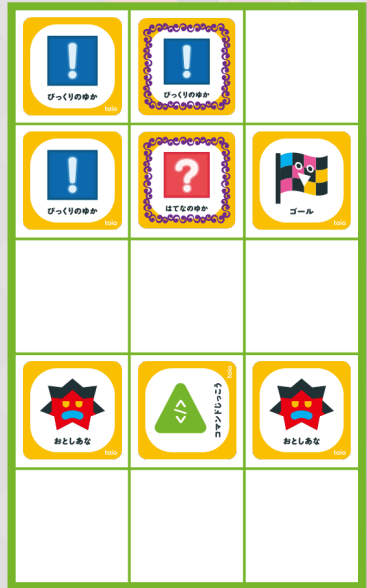 !
!
びっくりのゆか
びっくりのゆか
toio
!
?
びっくりのゆか
はてなのゆか
ゴール
toio
toio
おとしあな
</>
コマンドじっこう
toio
おとしあな
toio
toio